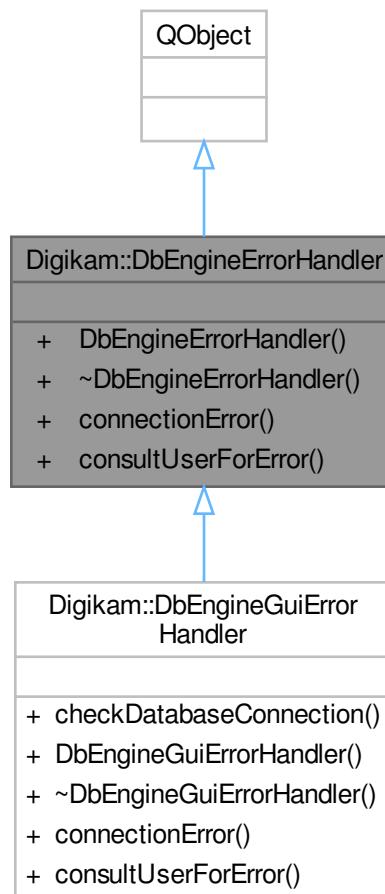 QObject
Digikam::DbEngineErrorHandler
+ DbEngineErrorHandler()
+ ~DbEngineErrorHandler()
+ connectionError()
+ consultUserForError()
Digikam::DbEngineGuiError
Handler
+ checkDatabaseConnection()
+ DbEngineGuiErrorHandler()
+ ~DbEngineGuiErrorHandler()
+ connectionError()
+ consultUserForError()